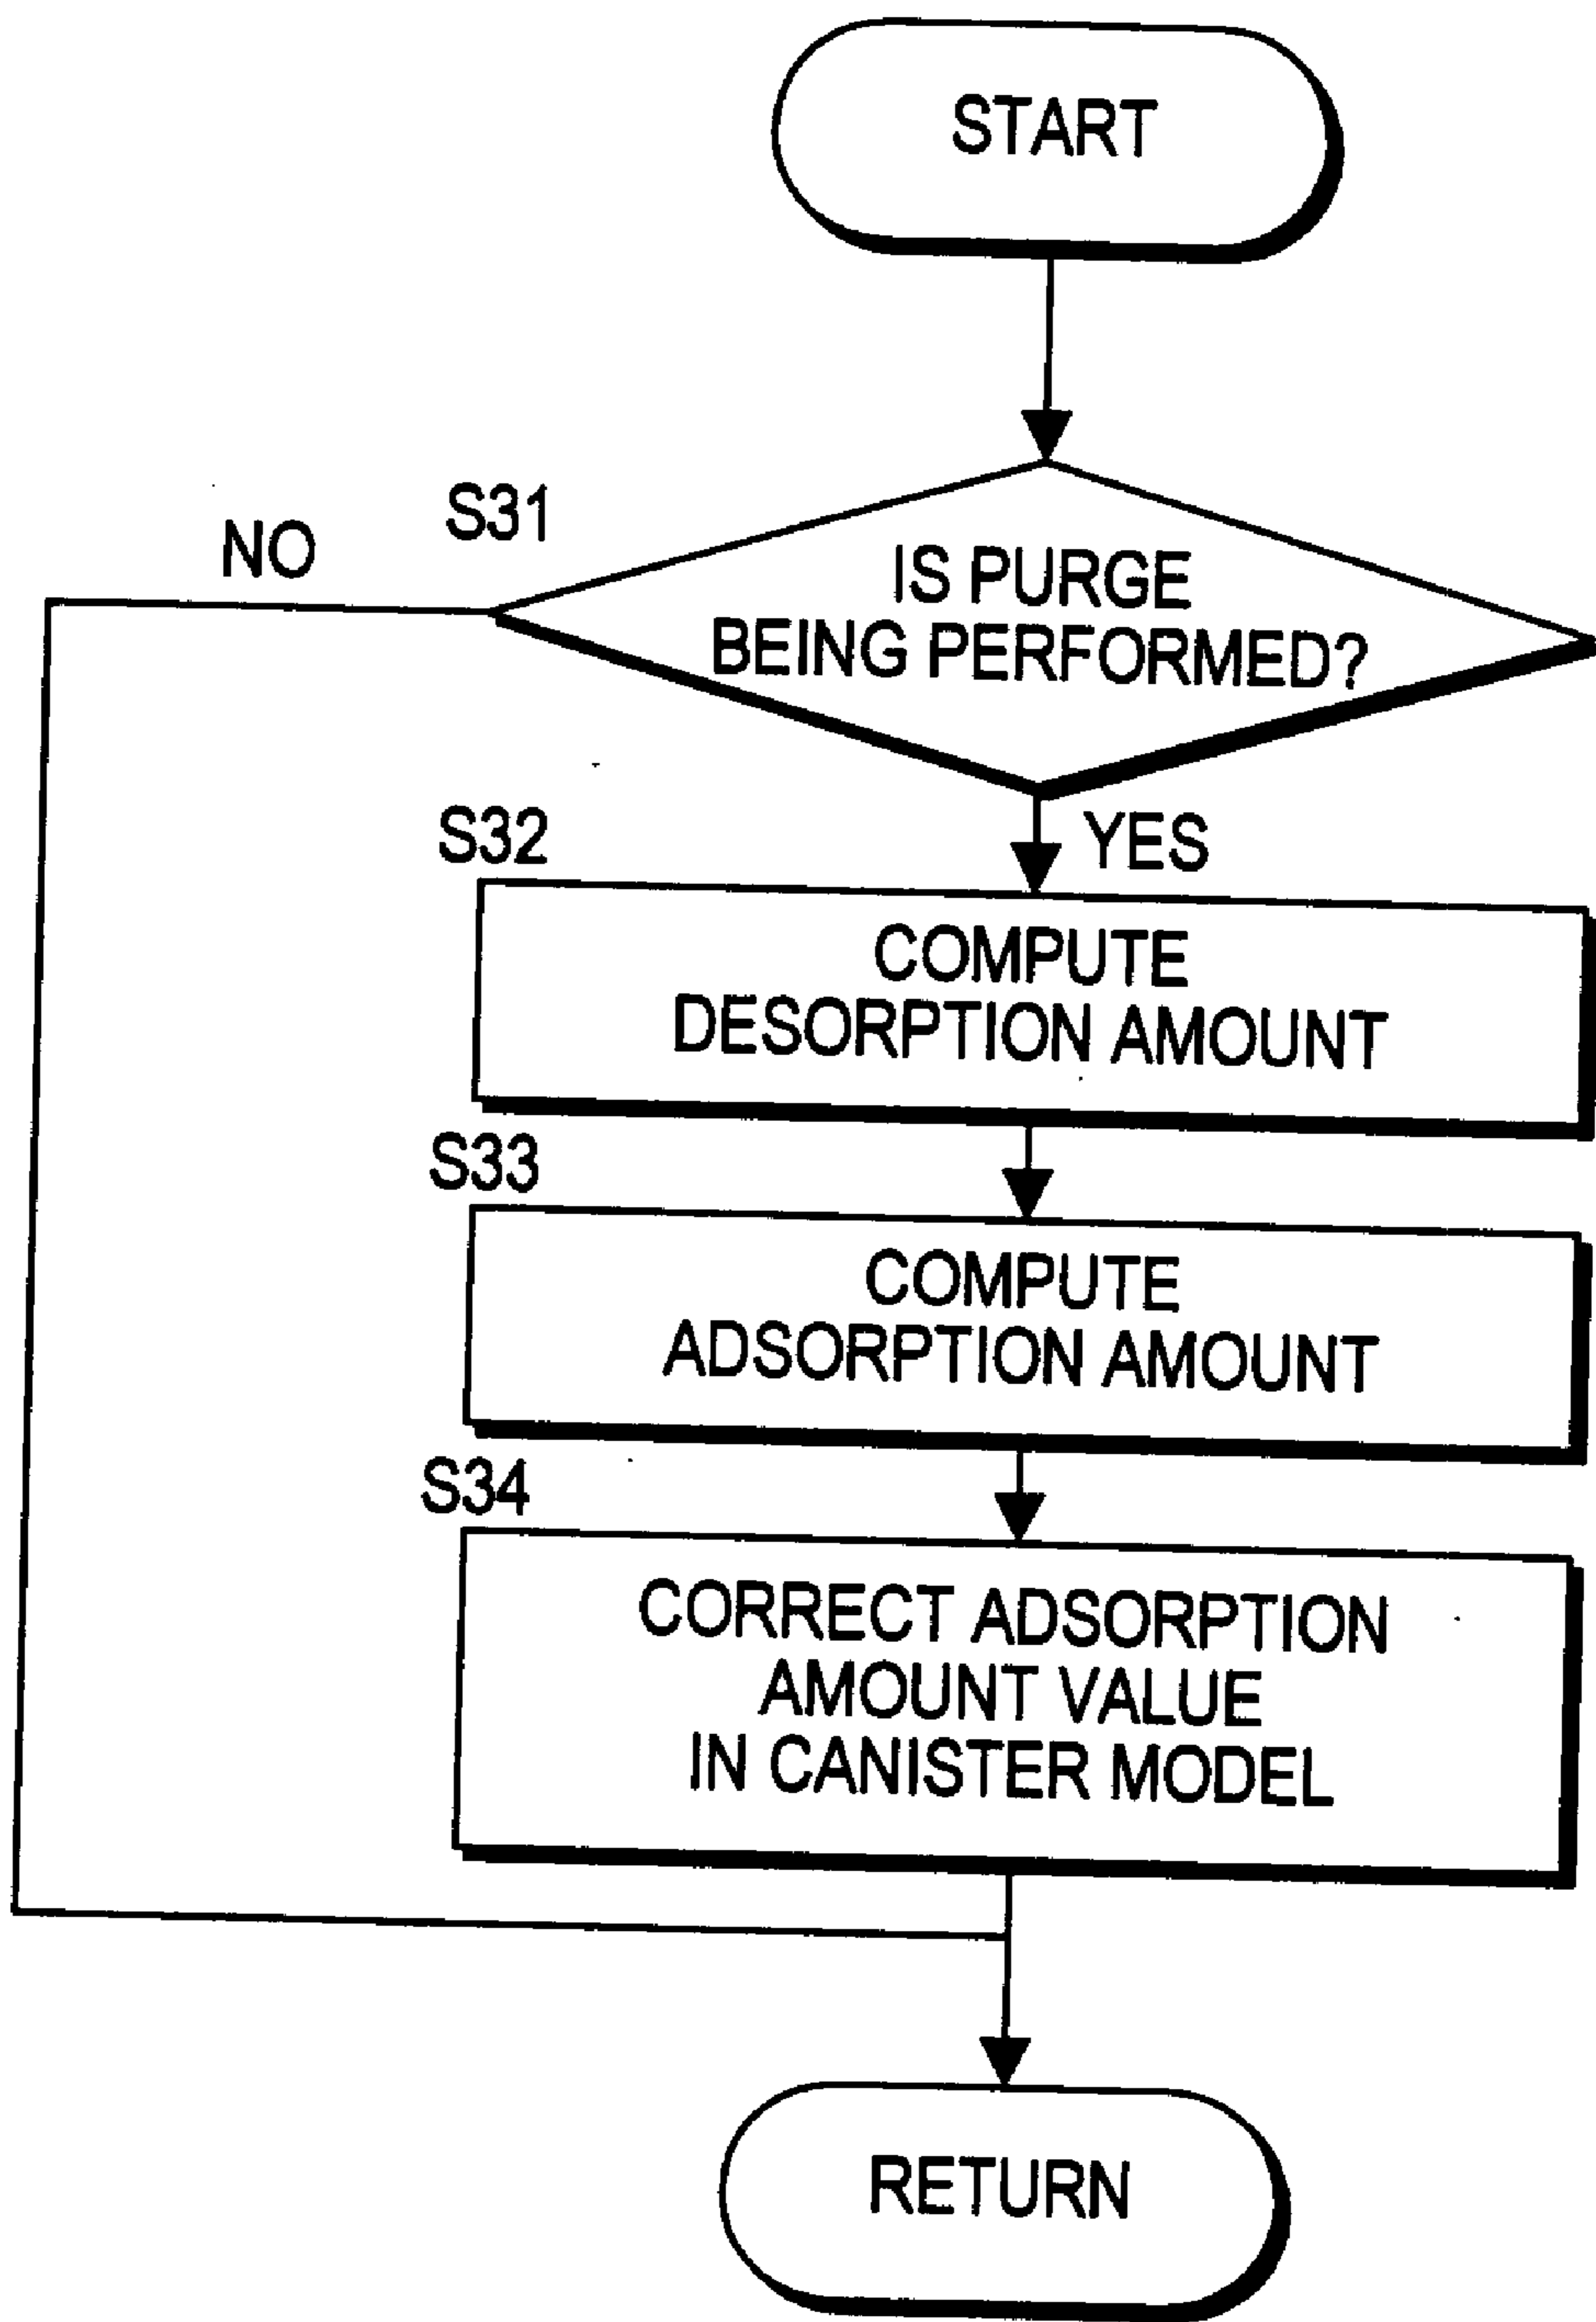 START
S31
NO
IS PURGE
BEING PERFORMED?
YES
S32
COMPUTE
DESORPTION AMOUNT
S33
COMPUTE
ADSORPTION AMOUNT
S34
CORRECT ADSORPTION
AMOUNT VALUE
IN CANISTER MODEL
RETURN